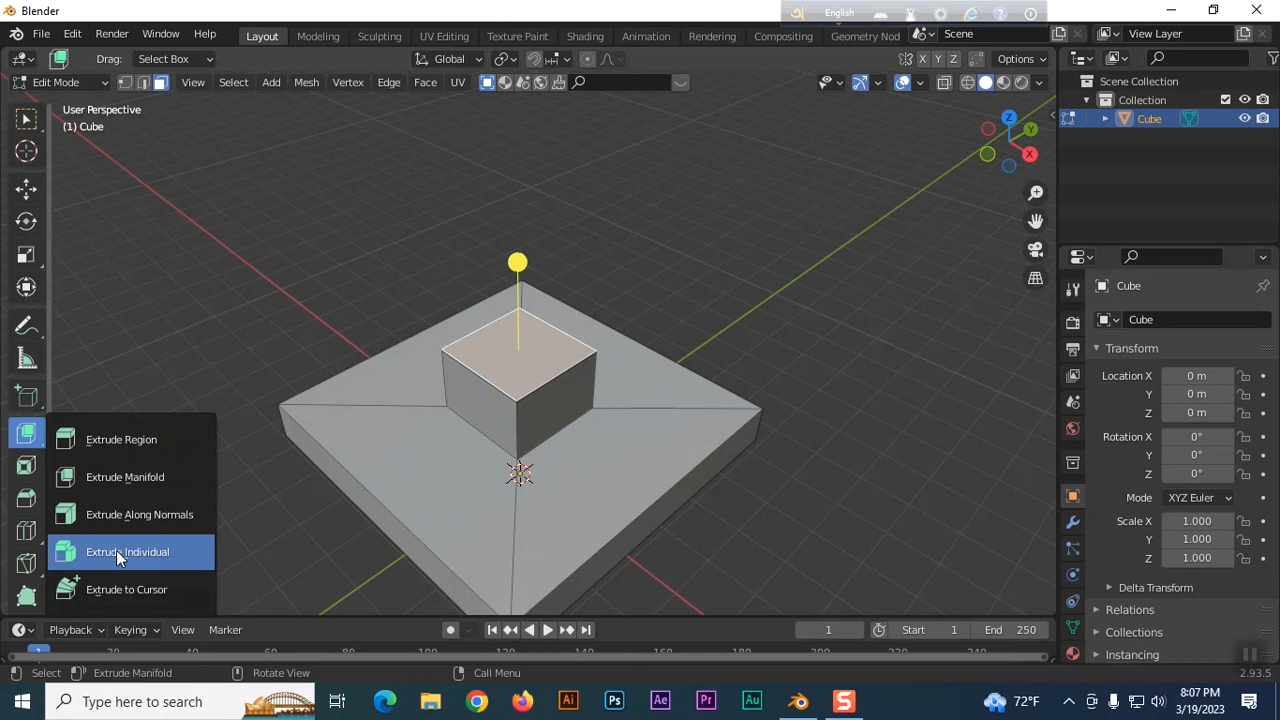 Blender
English
File Edit Render Window Help
Layout Modeling Sculpting UV Editing Texture Paint Shading Animation Rendering Compositing Geometry Nod
Scene
View Layer
Drag: Select Box
Global
X Y Z
Options
Edit Mode
View Select Add Mesh Vertex Edge Face UV
User Perspective
(1) Cube
Z
Y
X
Extrude Region
Extrude Manifold
Extrude Along Normals
Extrude Individual
Extrude to Cursor
Scene Collection
Collection
Cube
Cube
Cube
Transform
Location X 0 m
Y 0 m
Z 0 m
Rotation X 0°
Y 0°
Z 0°
Mode XYZ Euler
Scale X 1.000
Y 1.000
Z 1.000
Delta Transform
Relations
Collections
Instancing
Playback Keying View Marker
1
Start 1
End 250
Select
Extrude Manifold
Rotate View
Call Menu
2.93.5
Type here to search
Ai
Ps
Ae
Pr
Au
72°F
8:07 PM
3/19/2023